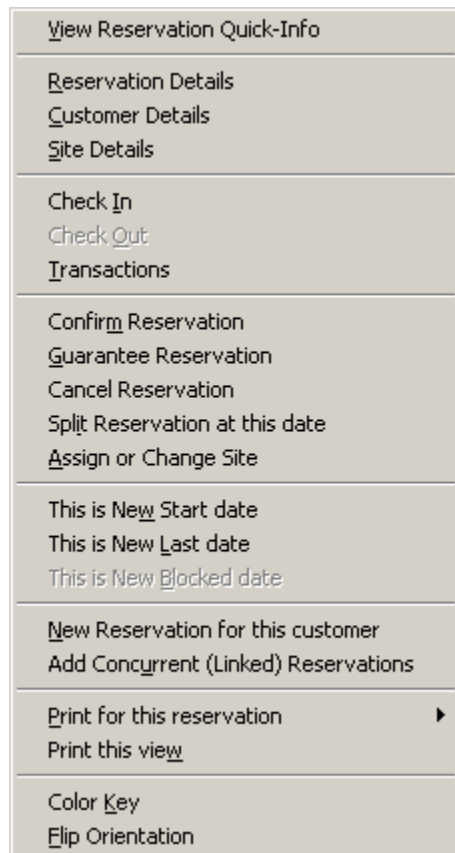 View Reservation Quick-Info
Reservation Details
Customer Details
Site Details
Check In
Check Out
Transactions
Confirm Reservation
Guarantee Reservation
Cancel Reservation
Split Reservation at this date
Assign or Change Site
This is New Start date
This is New Last date
This is New Blocked date
New Reservation for this customer
Add Concurrent (Linked) Reservations
Print for this reservation
Print this view
Color Key
Flip Orientation